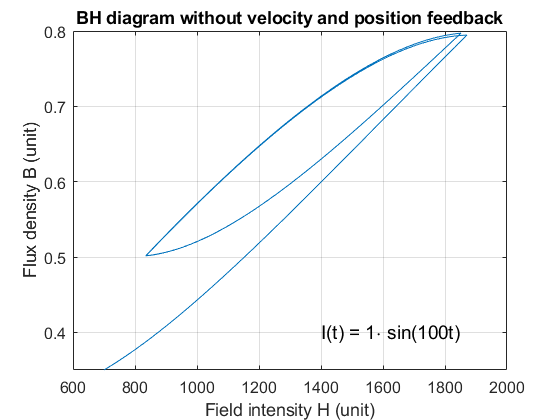 BH diagram without velocity and position feedback
0.8
0.7
0.6
0.5
0.4
Flux density B (unit)
I(t) = 1· sin(100t)
600 800 1000 1200 1400 1600 1800 2000
Field intensity H (unit)